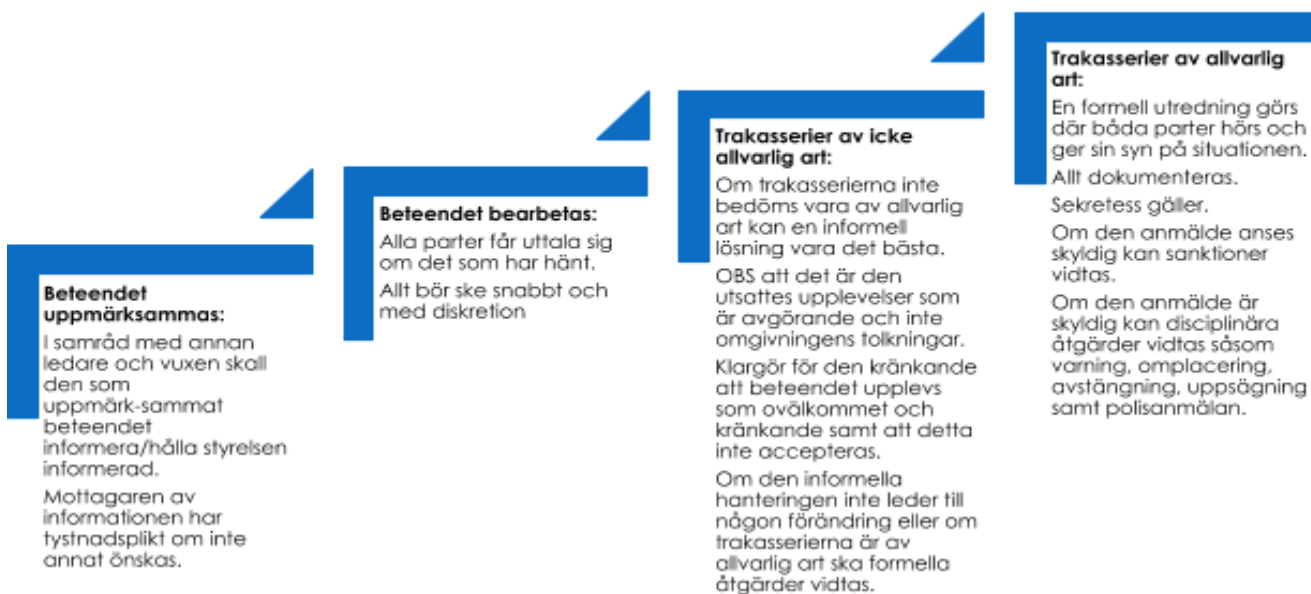 Beteendet
uppmärksammas:
I samråd med annan
ledare och vuxen skall
den som
uppmärk-sammat
beteendet
informera/hålla styrelsen
informerad.
Mottagaren av
informationen har
tystnadsplikt om inte
annat önskas.
Beteendet bearbetas:
Alla parter får uttala sig
om det som har hänt.
Allt bör ske snabbt och
med diskretion
Trakasserier av icke
allvarlig art:
Om trakasserierna inte
bedöms vara av allvarlig
art kan en informell
lösning vara det bästa.
OBS att det är den
utsattes upplevelser som
är avgörande och inte
omgivningens tolkningar.
Klargör för den kränkande
att beteendet upplevs
som ovälkommet och
kränkande samt att detta
inte accepteras.
Om den informella
hanteringen inte leder till
någon förändring eller om
trakasserierna är av
allvarlig art ska formella
åtgärder vidtas.
Trakasserier av allvarlig
art:
En formell utredning görs
där båda parter hörs och
ger sin syn på situationen.
Allt dokumenteras.
Sekretess gäller.
Om den anmälde anses
skyldig kan sanktioner
vidtas.
Om den anmälde är
skyldig kan disciplinära
åtgärder vidtas såsom
varning, omplacering,
avstängning, uppsägning
samt polisanmälan.